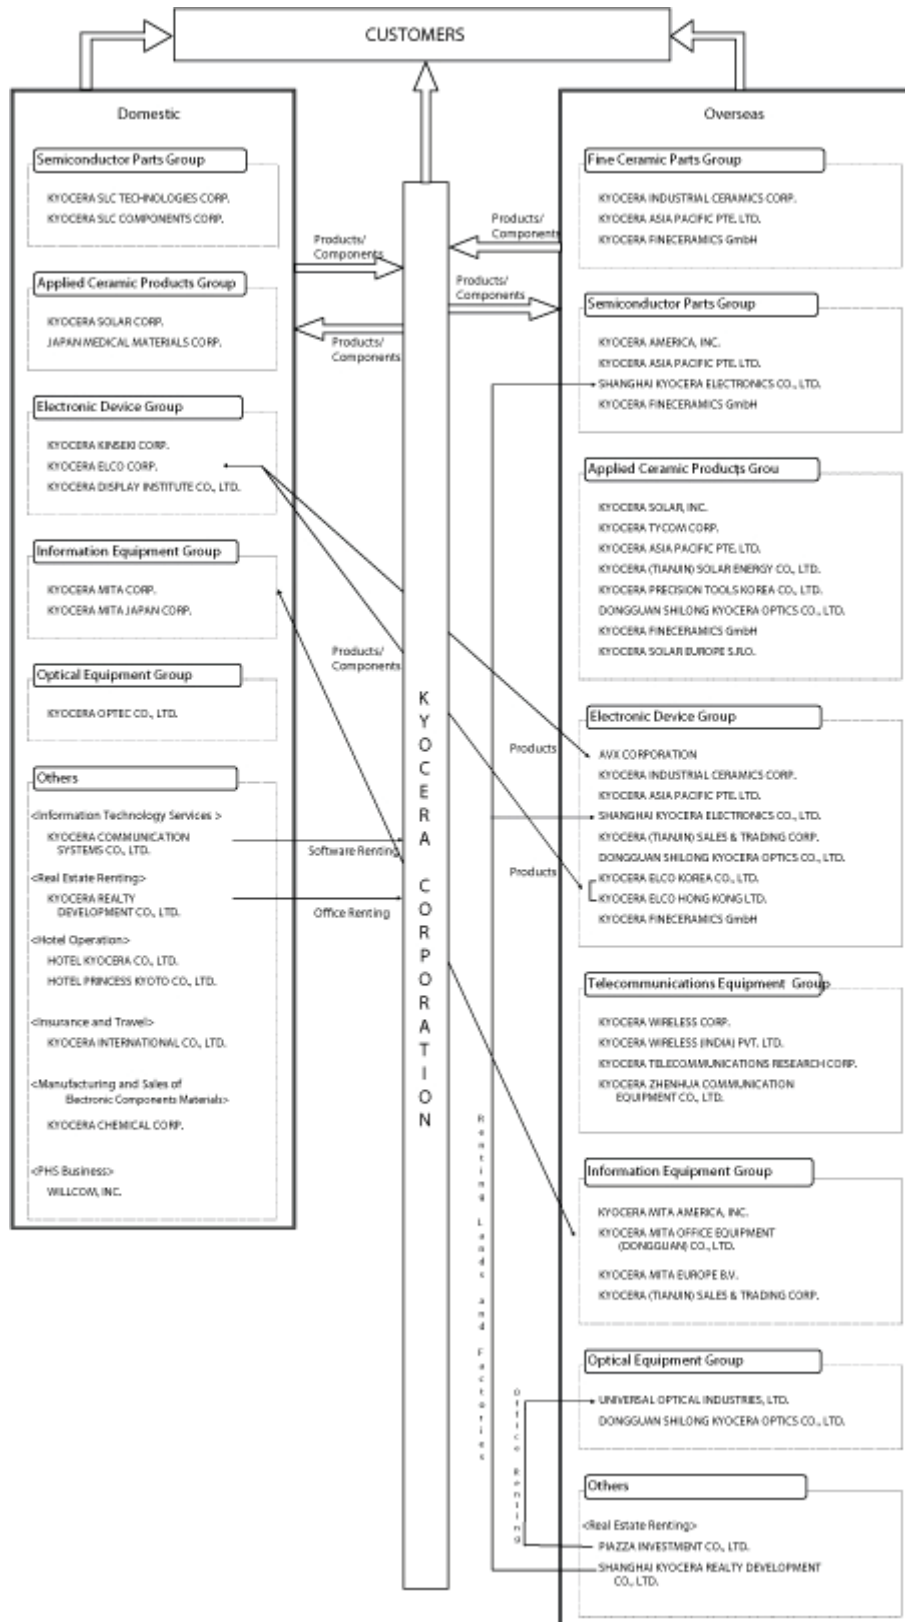 CUSTOMERS
Domestic
Semiconductor Parts Group
KYOCERA SLC TECHNOLOGIES CORP.
KYOCERA SLC COMPONENTS CORP.
Applied Ceramic Products Group
KYOCERA SOLAR CORP.
JAPAN MEDICAL MATERIALS CORP.
Electronic Device Group
KYOCERA KINSEKI CORP.
KYOCERA ELCO CORP.
KYOCERA DISPLAY INSTITUTE CO., LTD.
Information Equipment Group
KYOCERA MITA CORP.
KYOCERA MITA JAPAN CORP.
Optical Equipment Group
KYOCERA OPTEC CO., LTD.
Others
<Information Technology Services >
KYOCERA COMMUNICATION
SYSTEMS CO., LTD.
<Real Estate Renting>
KYOCERA REALTY
DEVELOPMENT CO., LTD.
<Hotel Operation>
HOTEL KYOCERA CO., LTD.
HOTEL PRINCESS KYOTO CO., LTD.
<Insurance and Travel>
KYOCERA INTERNATIONAL CO., LTD.
<Manufacturing and Sales of
Electronic Components Materials>
KYOCERA CHEMICAL CORP.
<PHS Business>
WILLCOM, INC.
Products/
Components
Products/
Components
Products/
Components
Software Renting
Office Renting
KYOCERA CORPORATION
Products/
Components
Products/
Components
Products
Products
Renting Lands and Factories
Office Renting
Overseas
Fine Ceramic Parts Group
KYOCERA INDUSTRIAL CERAMICS CORP.
KYOCERA ASIA PACIFIC PTE. LTD.
KYOCERA FINECERAMICS GmbH
Semiconductor Parts Group
KYOCERA AMERICA, INC.
KYOCERA ASIA PACIFIC PTE. LTD.
SHANGHAI KYOCERA ELECTRONICS CO., LTD.
KYOCERA FINECERAMICS GmbH
Applied Ceramic Products Grou
KYOCERA SOLAR, INC.
KYOCERA TYCOM CORP.
KYOCERA ASIA PACIFIC PTE. LTD.
KYOCERA (TIANJIN) SOLAR ENERGY CO., LTD.
KYOCERA PRECISION TOOLS KOREA CO., LTD.
DONGGUAN SHILONG KYOCERA OPTICS CO., LTD.
KYOCERA FINECERAMICS GmbH
KYOCERA SOLAR EUROPE S.R.O.
Electronic Device Group
AVX CORPORATION
KYOCERA INDUSTRIAL CERAMICS CORP.
KYOCERA ASIA PACIFIC PTE. LTD.
SHANGHAI KYOCERA ELECTRONICS CO., LTD.
KYOCERA (TIANJIN) SALES & TRADING CORP.
DONGGUAN SHILONG KYOCERA OPTICS CO., LTD.
KYOCERA ELCO KOREA CO., LTD.
KYOCERA ELCO HONG KONG LTD.
KYOCERA FINECERAMICS GmbH
Telecommunications Equipment Group
KYOCERA WIRELESS CORP.
KYOCERA WIRELESS (INDIA) PVT. LTD.
KYOCERA TELECOMMUNICATIONS RESEARCH CORP.
KYOCERA ZHENHUA COMMUNICATION
EQUIPMENT CO., LTD.
Information Equipment Group
KYOCERA MITA AMERICA, INC.
KYOCERA MITA OFFICE EQUIPMENT
(DONGGUAN) CO., LTD.
KYOCERA MITA EUROPE B.V.
KYOCERA (TIANJIN) SALES & TRADING CORP.
Optical Equipment Group
UNIVERSAL OPTICAL INDUSTRIES, LTD.
DONGGUAN SHILONG KYOCERA OPTICS CO., LTD.
Others
<Real Estate Renting>
PIAZZA INVESTMENT CO., LTD.
SHANGHAI KYOCERA REALTY DEVELOPMENT
CO., LTD.